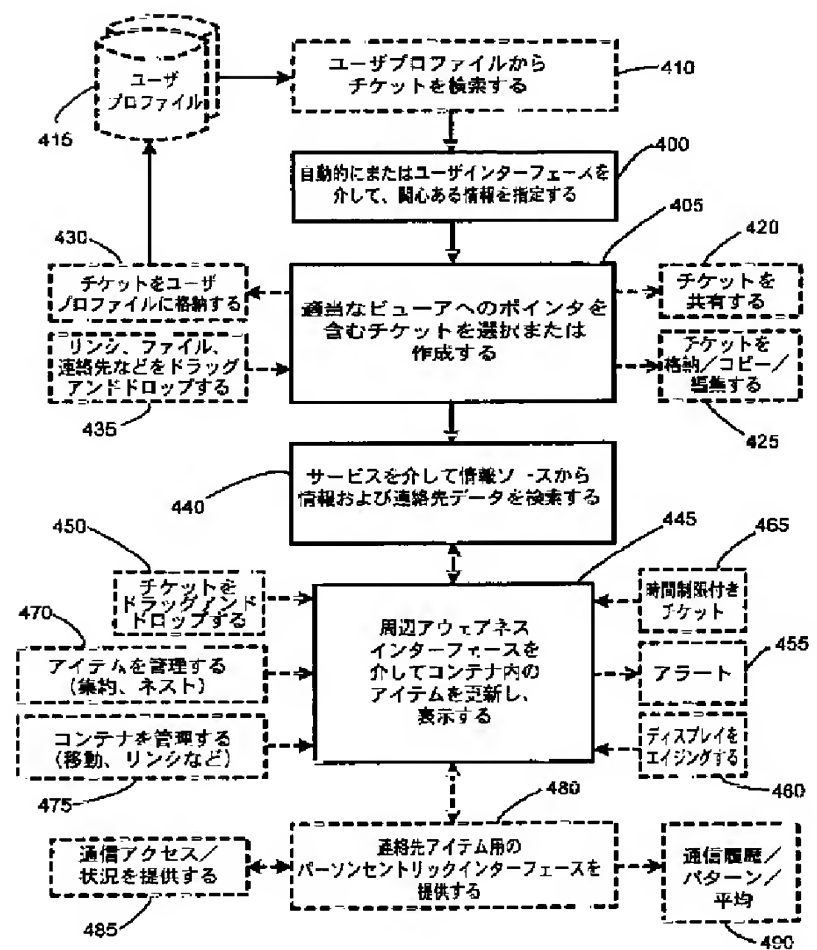 ユーザ
プロファイル
415
ユーザプロファイルから
チケットを検索する
410
400
自動的にまたはユーザインターフェースを
介して、関心ある情報を指定する
405
430
チケットをユーザ
プロファイルに格納する
420
チケットを
共有する
適当なビューアへのポインタを
含むチケットを選択または
作成する
リンシ、ファイル、
連絡先などをドラッグ
アンドドロップする
435
チケットを
格納／コピー／
編集する
425
440
サービスを介して情報ソースから
情報および連絡先データを検索する
450
445
465
チケットを
ドラッグアンド
ドロップする
時間制限付き
チケット
470
アイテムを管理する
(集約、ネスト)
周辺アウェアネス
インターフェースを
介してコンテナ内の
アイテムを更新し、
表示する
455
アラート
コンテナを管理する
(移動、リンシなど)
475
ディスプレイを
エイジングする
460
480
通信アクセス／
状況を提供する
485
連絡先アイテム用の
パーソンセントリックインターフェースを
提供する
通信履歴／
パターン／
平均
490